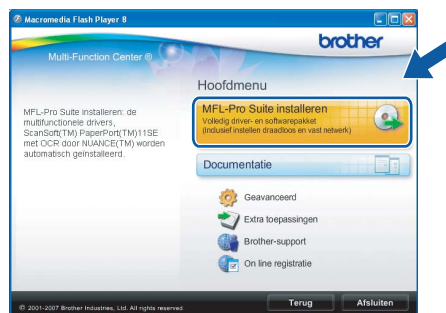 Macromedia Flash Player 8
brother
Multi-Function Center ®
Hoofdmenu
MFL-Pro Suite installeren: de
multifunctionele drivers,
ScanSoft(TM) PaperPort(TM)11SE
met OCR door NUANCE(TM) worden
automatisch geïnstalleerd.
MFL-Pro Suite installeren
Volledig driver- en softwarepakket
(Inclusief instellen draadloos en vast netwerk)
Documentatie
Geavanceerd
Extra toepassingen
Brother-support
On line registratie
© 2001-2007 Brother Industries, Ltd. All rights reserved.
Terug
Afsluiten